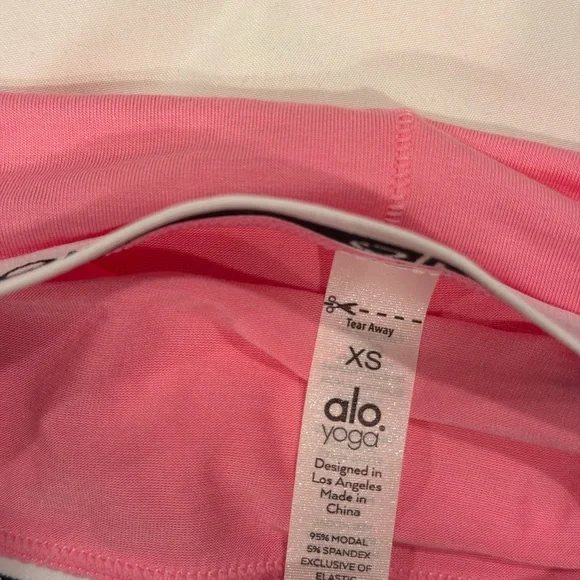 Tear Away
XS
alo
yoga
Designed in
Los Angeles
Made in
China
95% MODAL
5% SPANDEX
EXCLUSIVE OF
ELASTIC